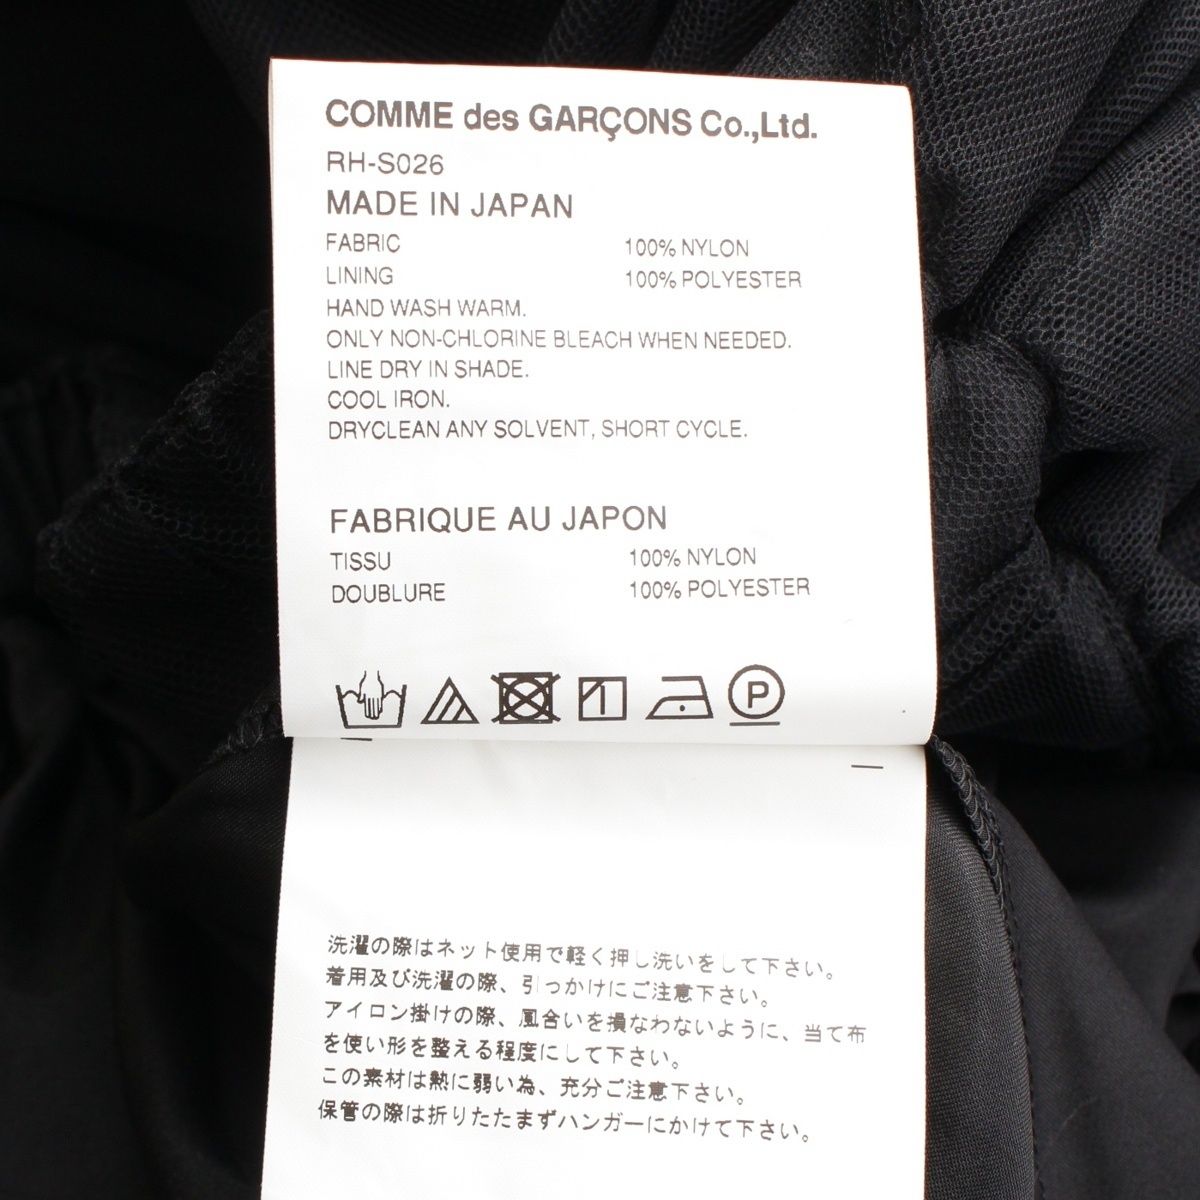 COMME des GARÇONS Co.,Ltd.
RH-S026
MADE IN JAPAN
FABRIC 100% NYLON
LINING 100% POLYESTER
HAND WASH WARM.
ONLY NON-CHLORINE BLEACH WHEN NEEDED.
LINE DRY IN SHADE.
COOL IRON.
DRYCLEAN ANY SOLVENT, SHORT CYCLE.
FABRIQUE AU JAPON
TISSU 100% NYLON
DOUBLURE 100% POLYESTER
P
洗濯の際はネット使用で軽く押し洗いをして下さい。
着用及び洗濯の際、引っかけにご注意下さい。
アイロン掛けの際、風合いを損なわないように、当て布
を使い形を整える程度にして下さい。
この素材は熱に弱い為、充分ご注意下さい。
保管の際は折りたたまずハンガーにかけて下さい。